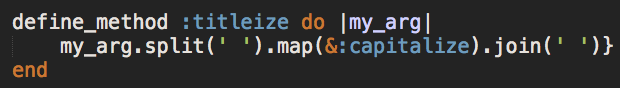 define_method :titleize do |my_arg|
    my_arg.split(' ').map(&:capitalize).join(' ')}
end